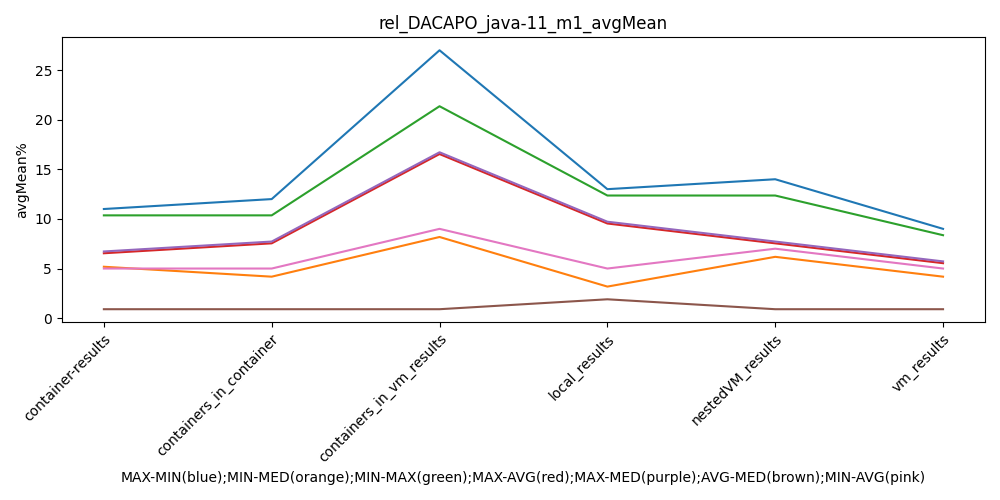 rel_DACAPO_java-11_m1_avgMean
avgMean%
25
20
15
10
5
0
container-results
containers_in_container
containers_in_vm_results
local_results
nestedVM_results
vm_results
MAX-MIN(blue);MIN-MED(orange);MIN-MAX(green);MAX-AVG(red);MAX-MED(purple);AVG-MED(brown);MIN-AVG(pink)